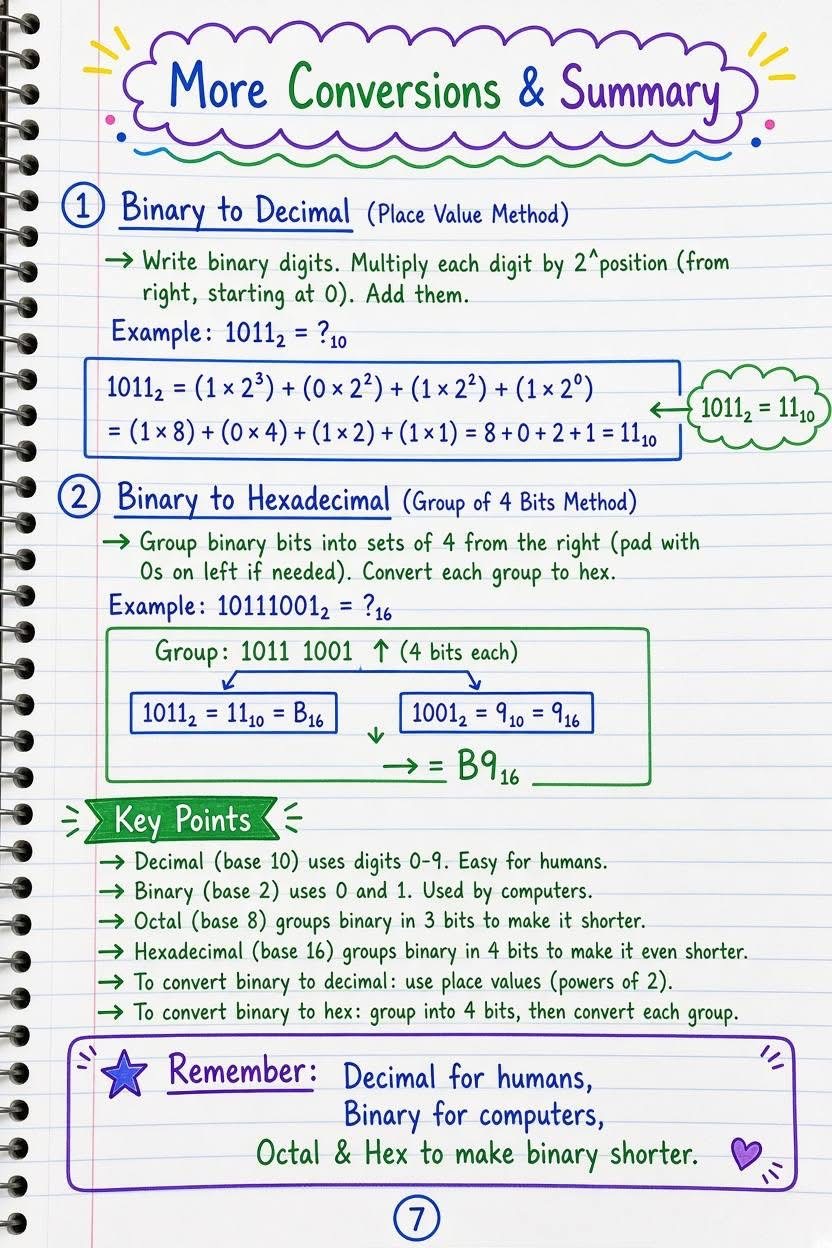 More Conversions & Summary
① Binary to Decimal (Place Value Method)
→ Write binary digits. Multiply each digit by 2^position (from
right, starting at 0). Add them.
Example: 1011₂ = ?₁₀
1011₂ = (1 × 2³) + (0 × 2²) + (1 × 2²) + (1 × 2⁰)
= (1 × 8) + (0 × 4) + (1 × 2) + (1 × 1) = 8 + 0 + 2 + 1 = 11₁₀
← 1011₂ = 11₁₀
② Binary to Hexadecimal (Group of 4 Bits Method)
→ Group binary bits into sets of 4 from the right (pad with
0s on left if needed). Convert each group to hex.
Example: 10111001₂ = ?₁₆
Group: 1011 1001 ↑ (4 bits each)
1011₂ = 11₁₀ = B₁₆
1001₂ = 9₁₀ = 9₁₆
→ = B9₁₆
Key Points
→ Decimal (base 10) uses digits 0-9. Easy for humans.
→ Binary (base 2) uses 0 and 1. Used by computers.
→ Octal (base 8) groups binary in 3 bits to make it shorter.
→ Hexadecimal (base 16) groups binary in 4 bits to make it even shorter.
→ To convert binary to decimal: use place values (powers of 2).
→ To convert binary to hex: group into 4 bits, then convert each group.
Remember: Decimal for humans,
Binary for computers,
Octal & Hex to make binary shorter.
7